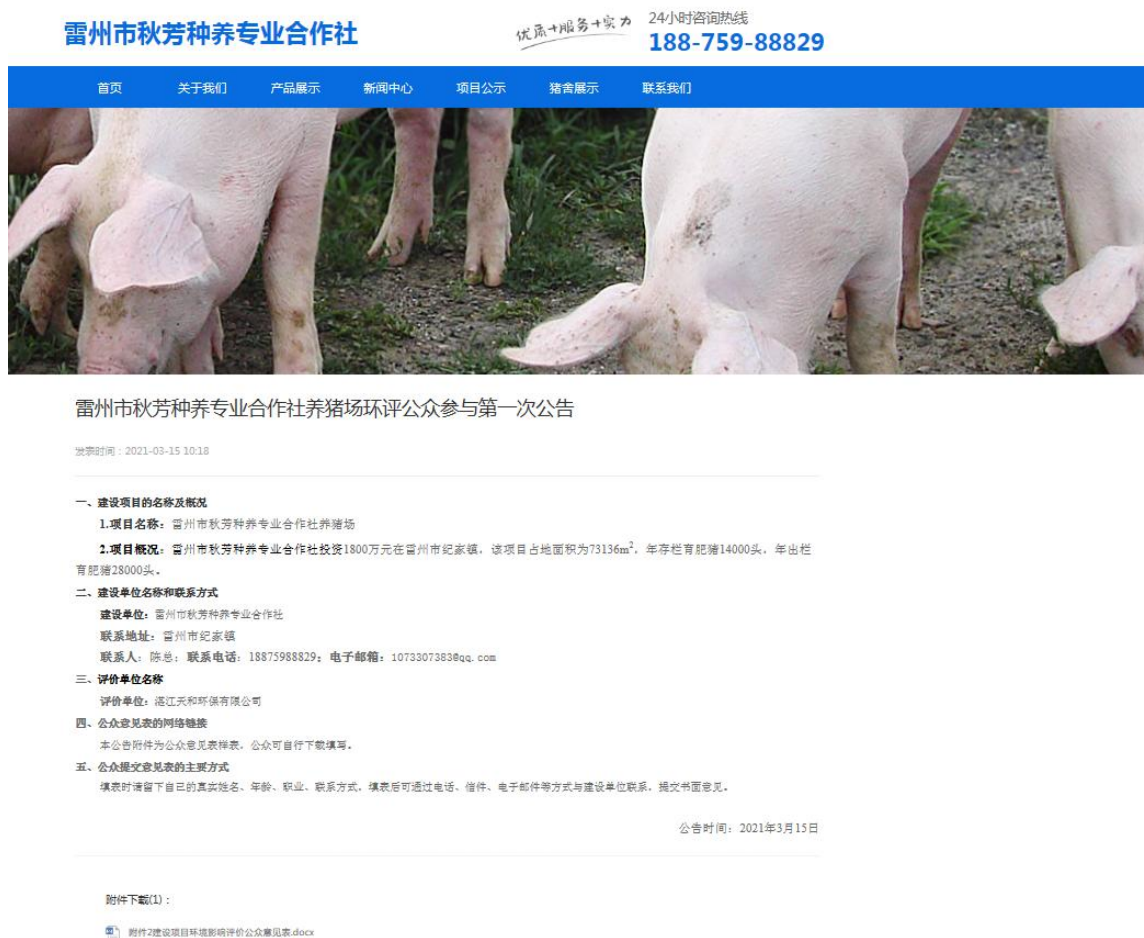 雷州市秋芳种养专业合作社
优质+服务+实力
24小时咨询热线
188-759-88829
首页 关于我们 产品展示 新闻中心 项目公示 猪舍展示 联系我们
雷州市秋芳种养专业合作社养猪场环评公众参与第一次公告
发表时间：2021-03-15 10:18
一、建设项目的名称及概况
1.项目名称：雷州市秋芳种养专业合作社养猪场
2.项目概况：雷州市秋芳种养专业合作社投资1800万元在雷州市纪家镇，该项目占地面积为73136m²，年存栏育肥猪14000头，年出栏
育肥猪28000头。
二、建设单位名称和联系方式
建设单位：雷州市秋芳种养专业合作社
联系地址：雷州市纪家镇
联系人：陈总；联系电话：18875988829；电子邮箱：1073307383@qq.com
三、评价单位名称
评价单位：湛江天和环保有限公司
四、公众意见表的网络链接
本公告附件为公众意见表样表，公众可自行下载填写。
五、公众提交意见表的主要方式
填表时请留下自己的真实姓名、年龄、职业、联系方式，填表后可通过电话、信件、电子邮件等方式与建设单位联系，提交书面意见。
公告时间：2021年3月15日
附件下载(1)：
附件2建设项目环境影响评价公众意见表.docx